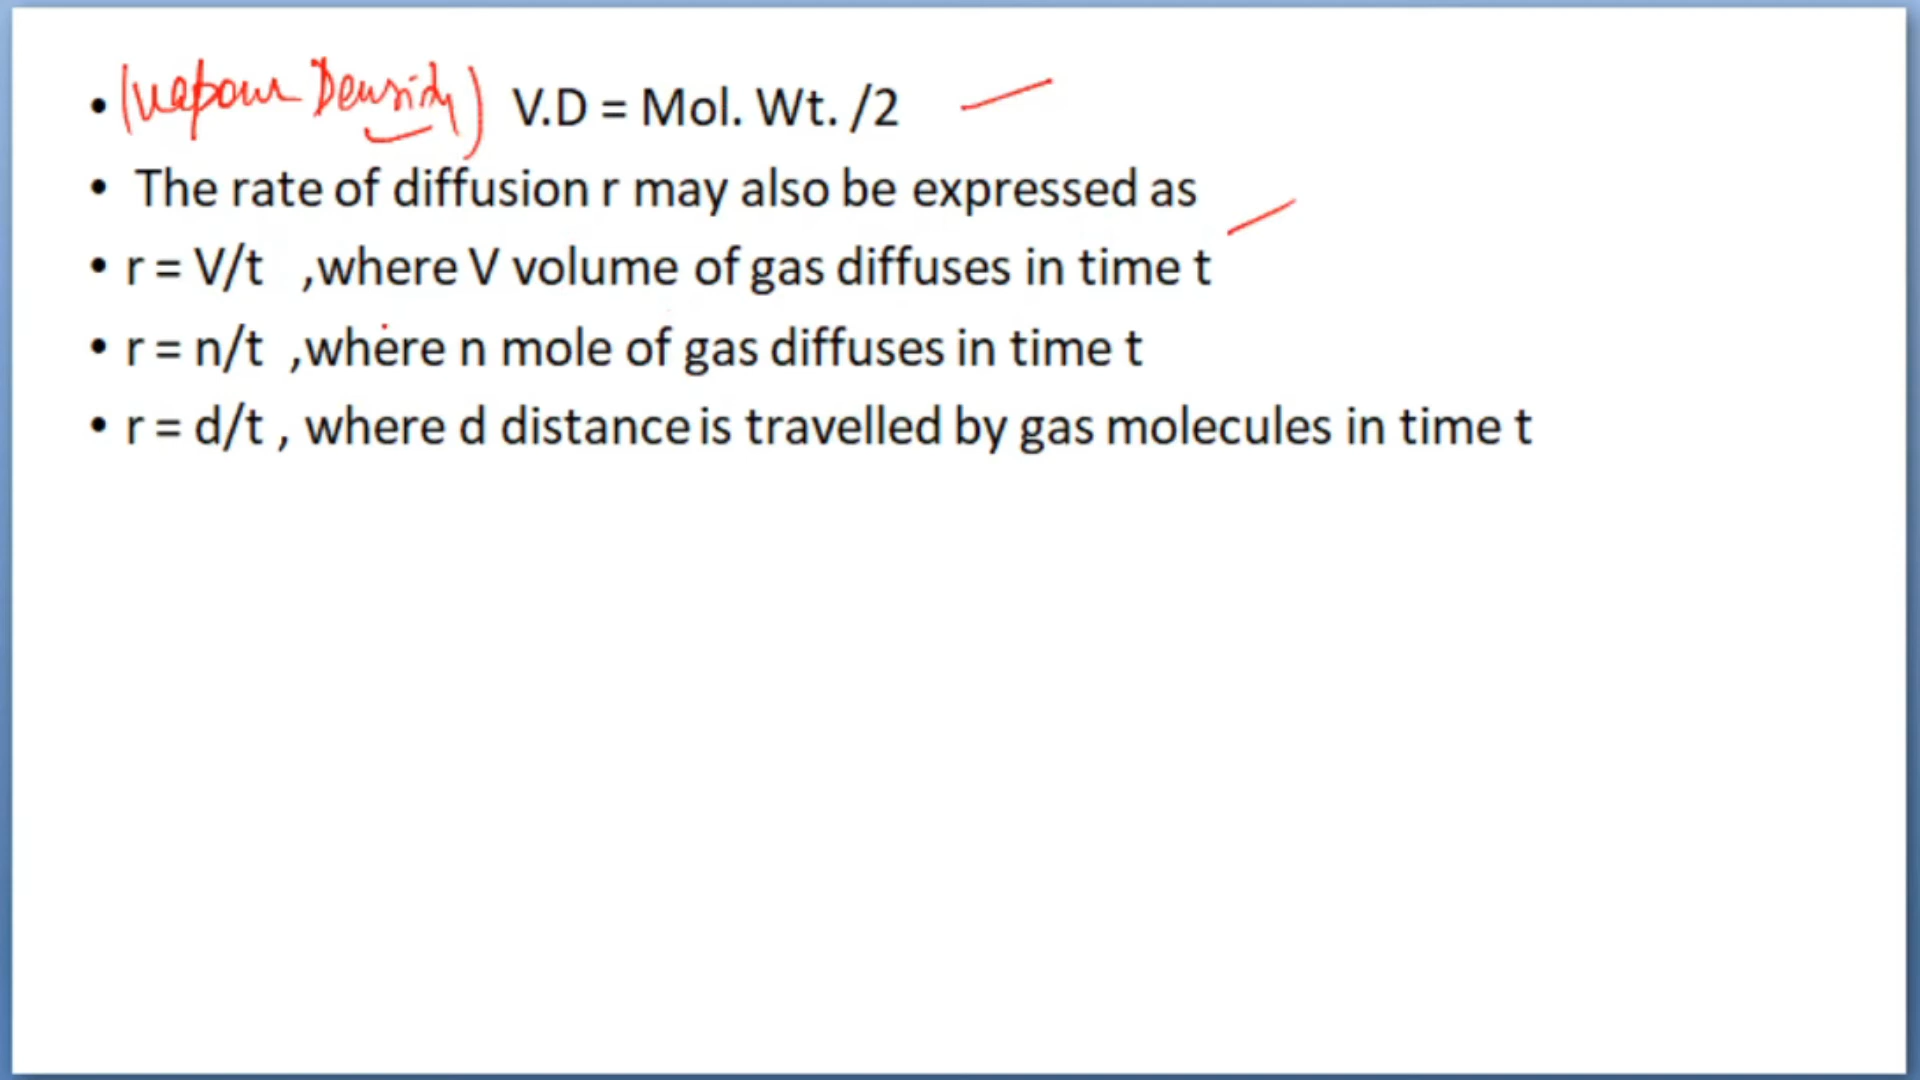 • (Vapour Density) V.D = Mol. Wt. /2
• The rate of diffusion r may also be expressed as
• r = V/t ,where V volume of gas diffuses in time t
• r = n/t ,where n mole of gas diffuses in time t
• r = d/t , where d distance is travelled by gas molecules in time t